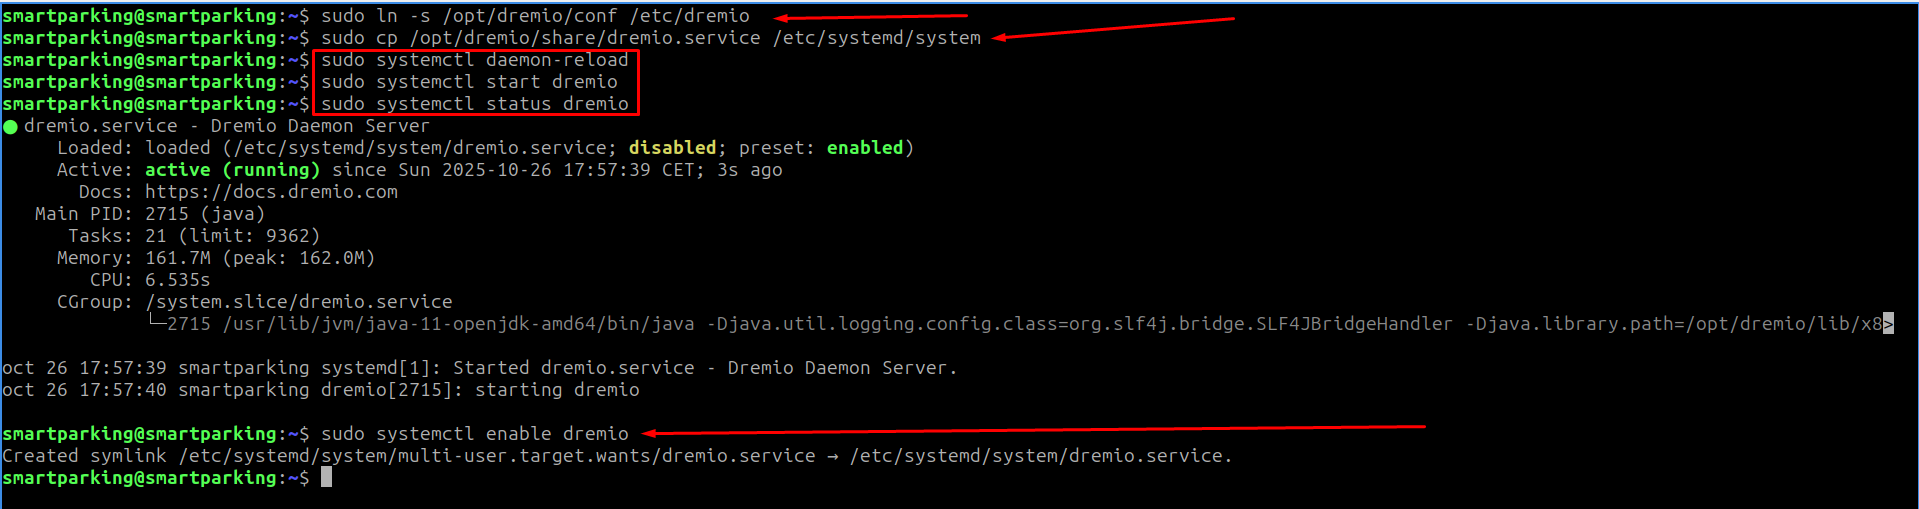 smartparking@smartparking:~$ sudo ln -s /opt/dremio/conf /etc/dremio
smartparking@smartparking:~$ sudo cp /opt/dremio/share/dremio.service /etc/systemd/system
smartparking@smartparking:~$ sudo systemctl daemon-reload
smartparking@smartparking:~$ sudo systemctl start dremio
smartparking@smartparking:~$ sudo systemctl status dremio
● dremio.service - Dremio Daemon Server
Loaded: loaded (/etc/systemd/system/dremio.service; disabled; preset: enabled)
Active: active (running) since Sun 2025-10-26 17:57:39 CET; 3s ago
Docs: https://docs.dremio.com
Main PID: 2715 (java)
Tasks: 21 (limit: 9362)
Memory: 161.7M (peak: 162.0M)
CPU: 6.535s
CGroup: /system.slice/dremio.service
└─2715 /usr/lib/jvm/java-11-openjdk-amd64/bin/java -Djava.util.logging.config.class=org.slf4j.bridge.SLF4JBridgeHandler -Djava.library.path=/opt/dremio/lib/x8>
oct 26 17:57:39 smartparking systemd[1]: Started dremio.service - Dremio Daemon Server.
oct 26 17:57:40 smartparking dremio[2715]: starting dremio
smartparking@smartparking:~$ sudo systemctl enable dremio
Created symlink /etc/systemd/system/multi-user.target.wants/dremio.service → /etc/systemd/system/dremio.service.
smartparking@smartparking:~$